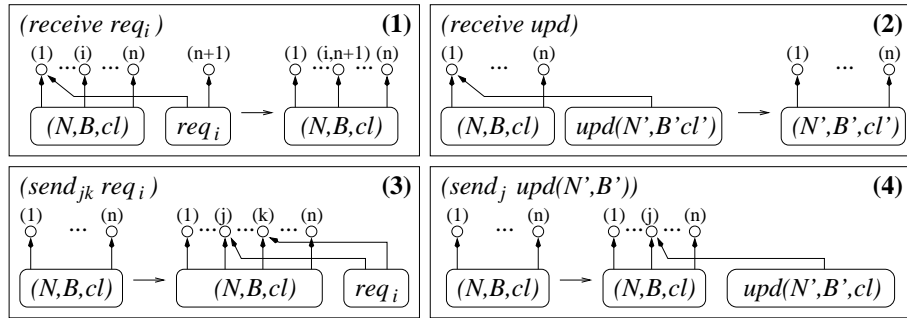 (receive req_i) (1)
(1) ... (i) ... (n) (n+1) (1) ... (i,n+1) ... (n)
(N,B,cl) req_i (N,B,cl)
(receive upd) (2)
(1) ... (n) (1) ... (n)
(N,B,cl) upd(N',B'cl') (N',B',cl')
(send_jk req_i) (3)
(1) ... (n) (1) ... (j) ... (k) ... (n)
(N,B,cl) (N,B,cl) req_i
(send_j upd(N',B')) (4)
(1) ... (n) (1) ... (j) ... (n)
(N,B,cl) (N,B,cl) upd(N',B',cl)